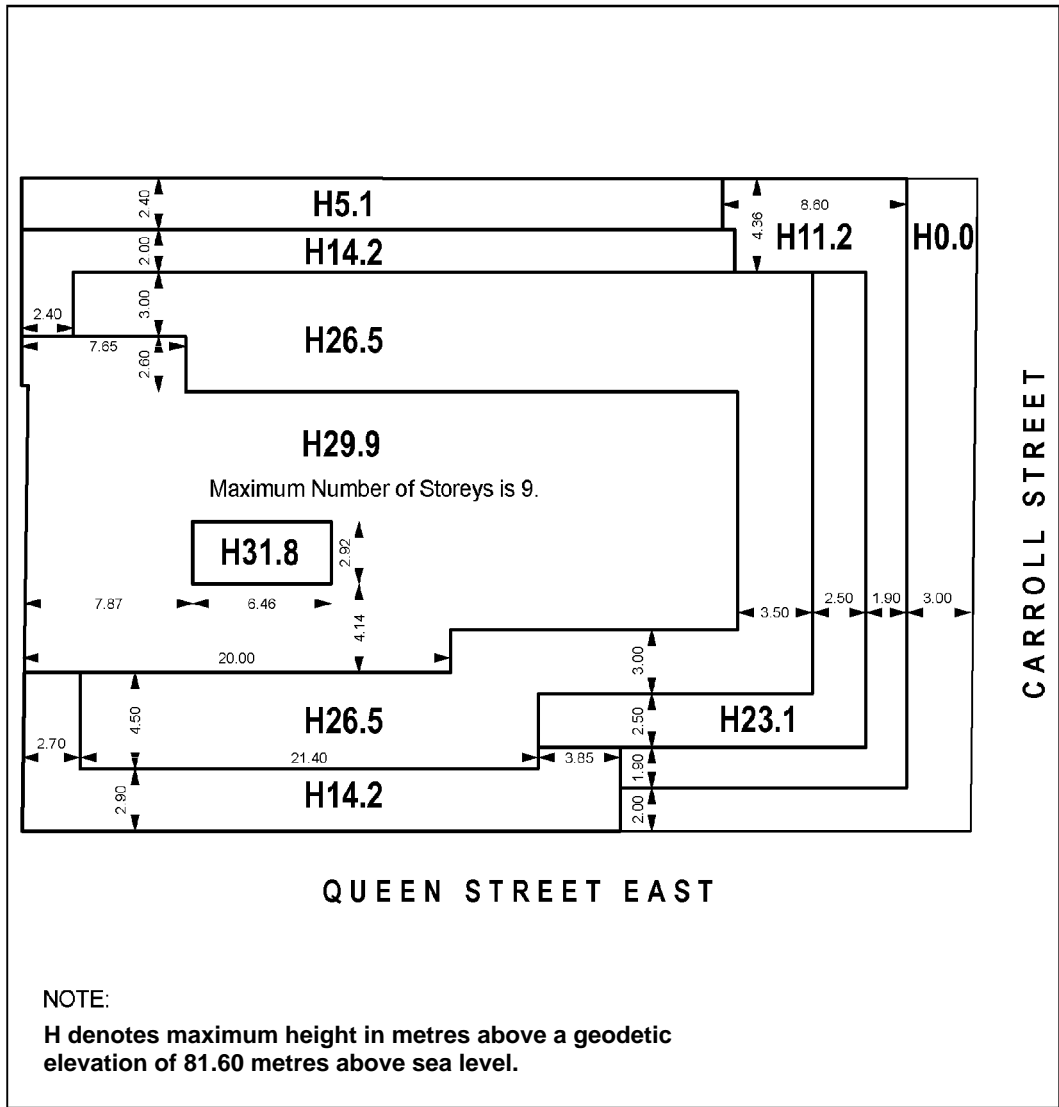 H5.1
2.40
8.60
4.36
H11.2
H0.0
2.00
H14.2
2.40
3.00
H26.5
7.65
2.60
H29.9
Maximum Number of Storeys is 9.
H31.8
2.92
7.87
6.46
4.14
3.50
2.50
1.90
3.00
CARROLL STREET
20.00
3.00
4.50
H26.5
2.50
H23.1
2.70
21.40
3.85
1.90
2.90
H14.2
2.00
QUEEN STREET EAST
NOTE:
H denotes maximum height in metres above a geodetic
elevation of 81.60 metres above sea level.